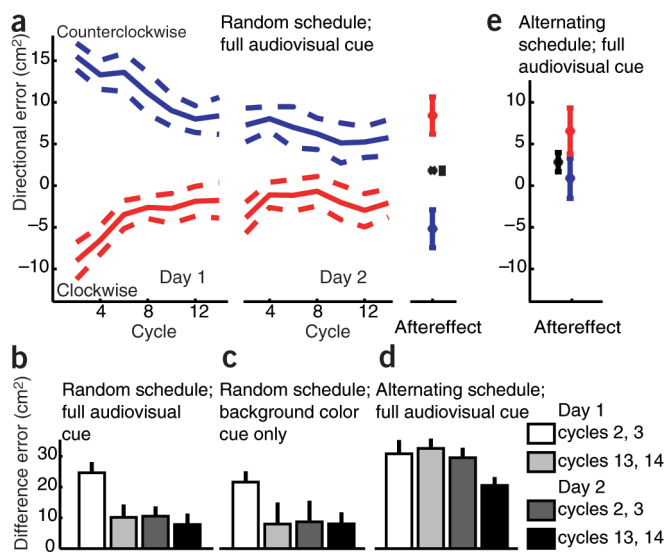 a
Random schedule;
full audiovisual cue
e
Alternating
schedule; full
audiovisual cue
Counterclockwise
Directional error (cm²)
15
10
5
0
−5
−10
Clockwise
Day 1
Day 2
4
8
12
Cycle
4
8
12
Cycle
Aftereffect
10
5
0
−5
−10
Aftereffect
b
Random schedule;
full audiovisual
cue
c
Random schedule;
background color
cue only
d
Alternating schedule;
full audiovisual cue
Difference error (cm²)
30
20
10
0
Day 1
cycles 2, 3
cycles 13, 14
Day 2
cycles 2, 3
cycles 13, 14